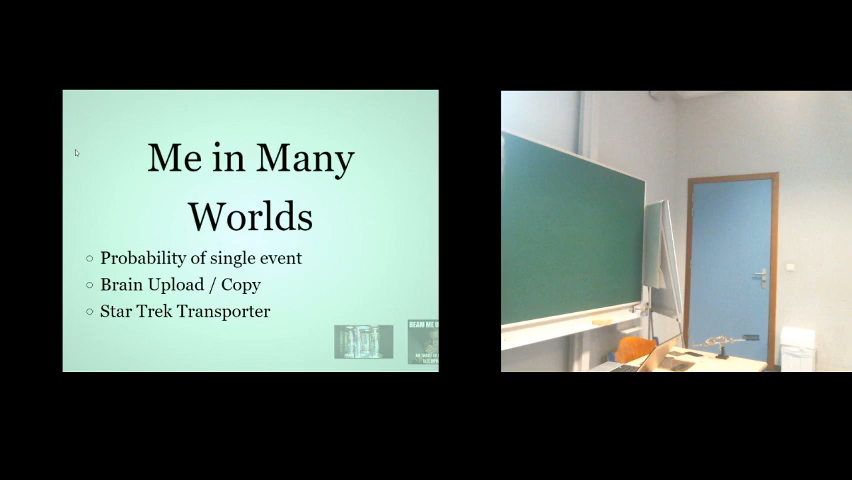 Me in Many
Worlds
Probability of single event
Brain Upload / Copy
Star Trek Transporter
BEAM ME